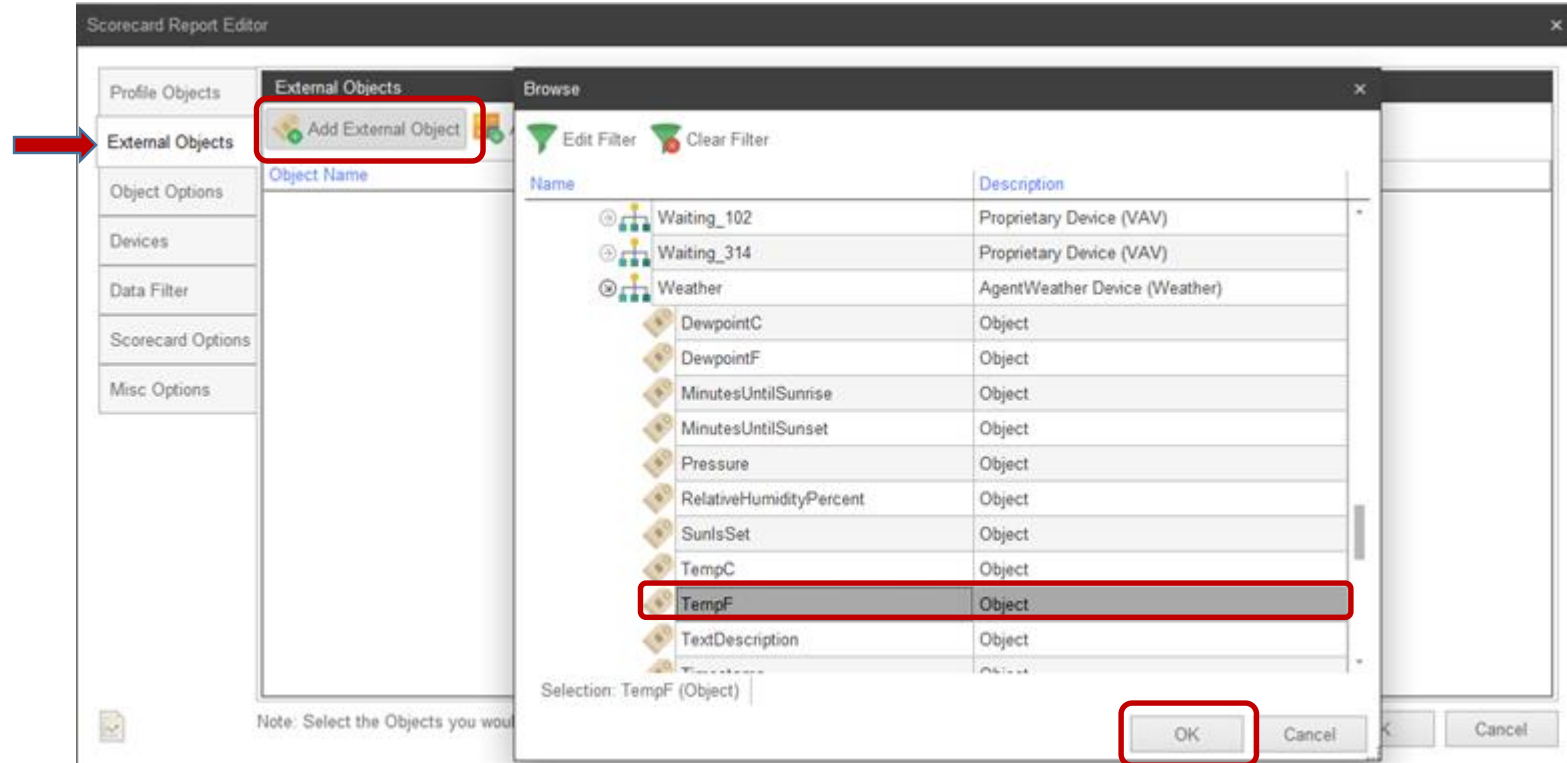 Scorecard Report Editor
Profile Objects
External Objects
Object Options
Devices
Data Filter
Scorecard Options
Misc Options
External Objects
Add External Object
Object Name
Note: Select the Objects you
Cancel
Browse
Edit Filter Clear Filter
Name Description
Waiting_102 Proprietary Device (VAV)
Waiting_314 Proprietary Device (VAV)
Weather AgentWeather Device (Weather)
DewpointC Object
DewpointF Object
MinutesUntilSunrise Object
MinutesUntilSunset Object
Pressure Object
RelativeHumidityPercent Object
SunIsSet Object
TempC Object
TempF Object
TextDescription Object
Selection: TempF (Object)
OK Cancel